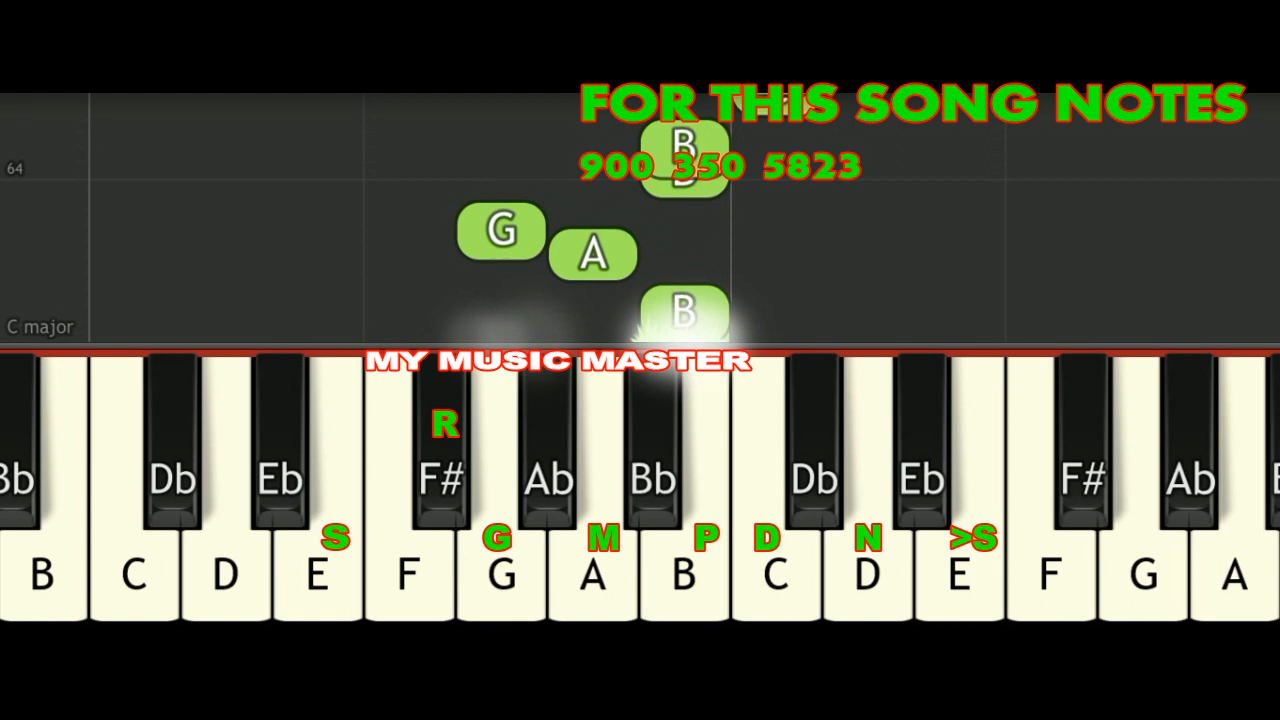 FOR THIS SONG NOTES
B
900 350 5823
64
B
G
A
B
C major
MY MUSIC MASTER
R
Bb Db Eb F# Ab Bb Db Eb F# Ab
S G M P D N >S
B C D E F G A B C D E F G A